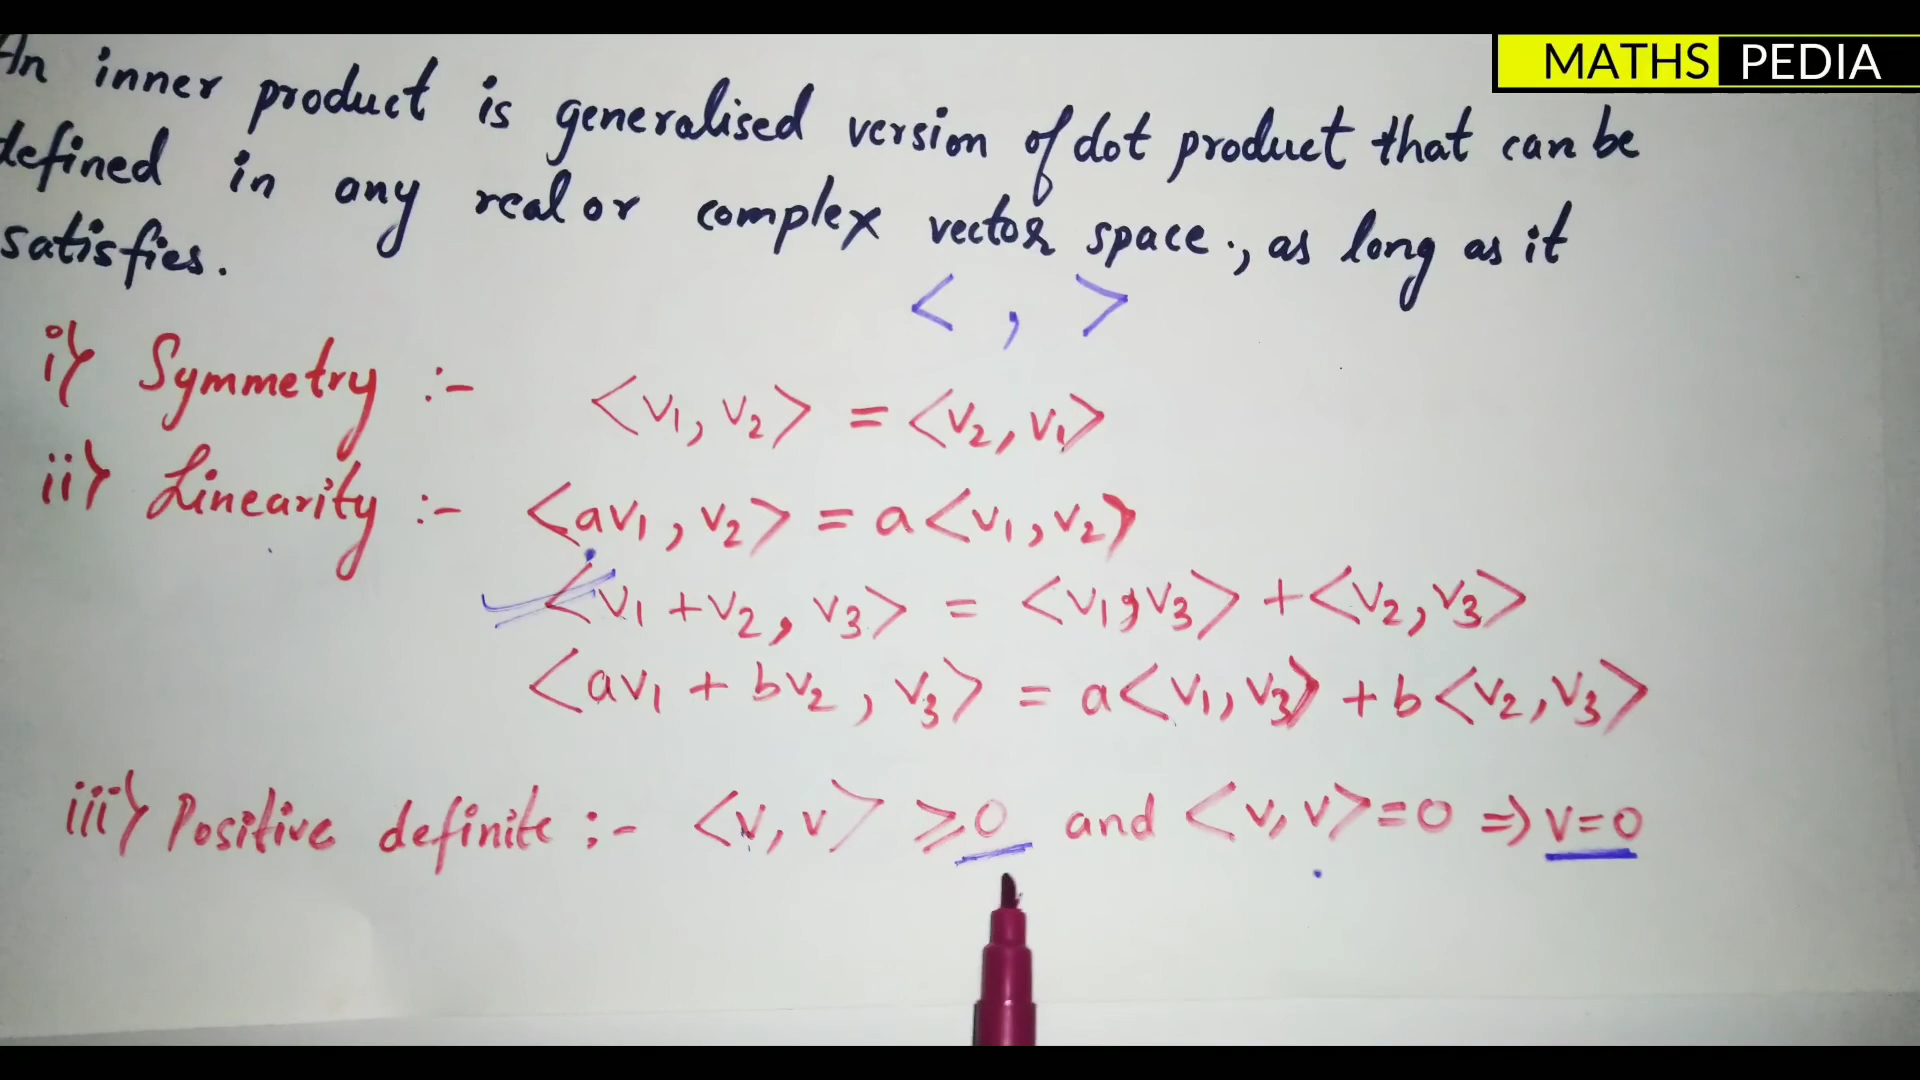 MATHS PEDIA
An inner product is generalised version of dot product that can be
defined in any real or complex vector space., as long as it
satisfies.
< , >
i) Symmetry :- <v₁, v₂> = <v₂, v₁>
ii) Linearity :- <av₁, v₂> = a<v₁, v₂>
<v₁ + v₂, v₃> = <v₁, v₃> + <v₂, v₃>
<av₁ + bv₂, v₃> = a<v₁, v₃> + b<v₂, v₃>
iii) Positive definite :- <v, v> ≥ 0 and <v, v> = 0 ⇒ v = 0